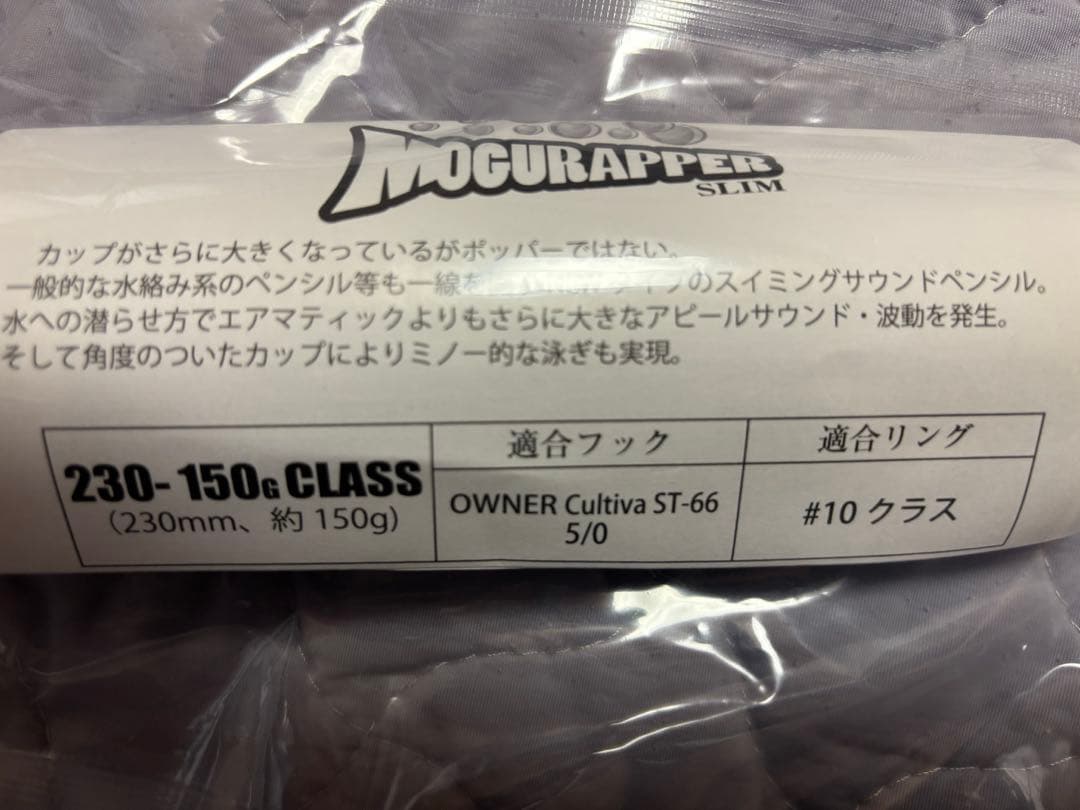 MOGURAPPER
SLIM
カップがさらに大きくなっているがポッパーではない。
一般的な水絡み系のペンシル等も一線を のスイミングサウンドペンシル。
水への潜らせ方でエアマティックよりもさらに大きなアピールサウンド・波動を発生。
そして角度のついたカップによりミノー的な泳ぎも実現。
230-150G CLASS
(230mm、約 150g)
適合フック
OWNER Cultiva ST-66
5/0
適合リング
#10 クラス